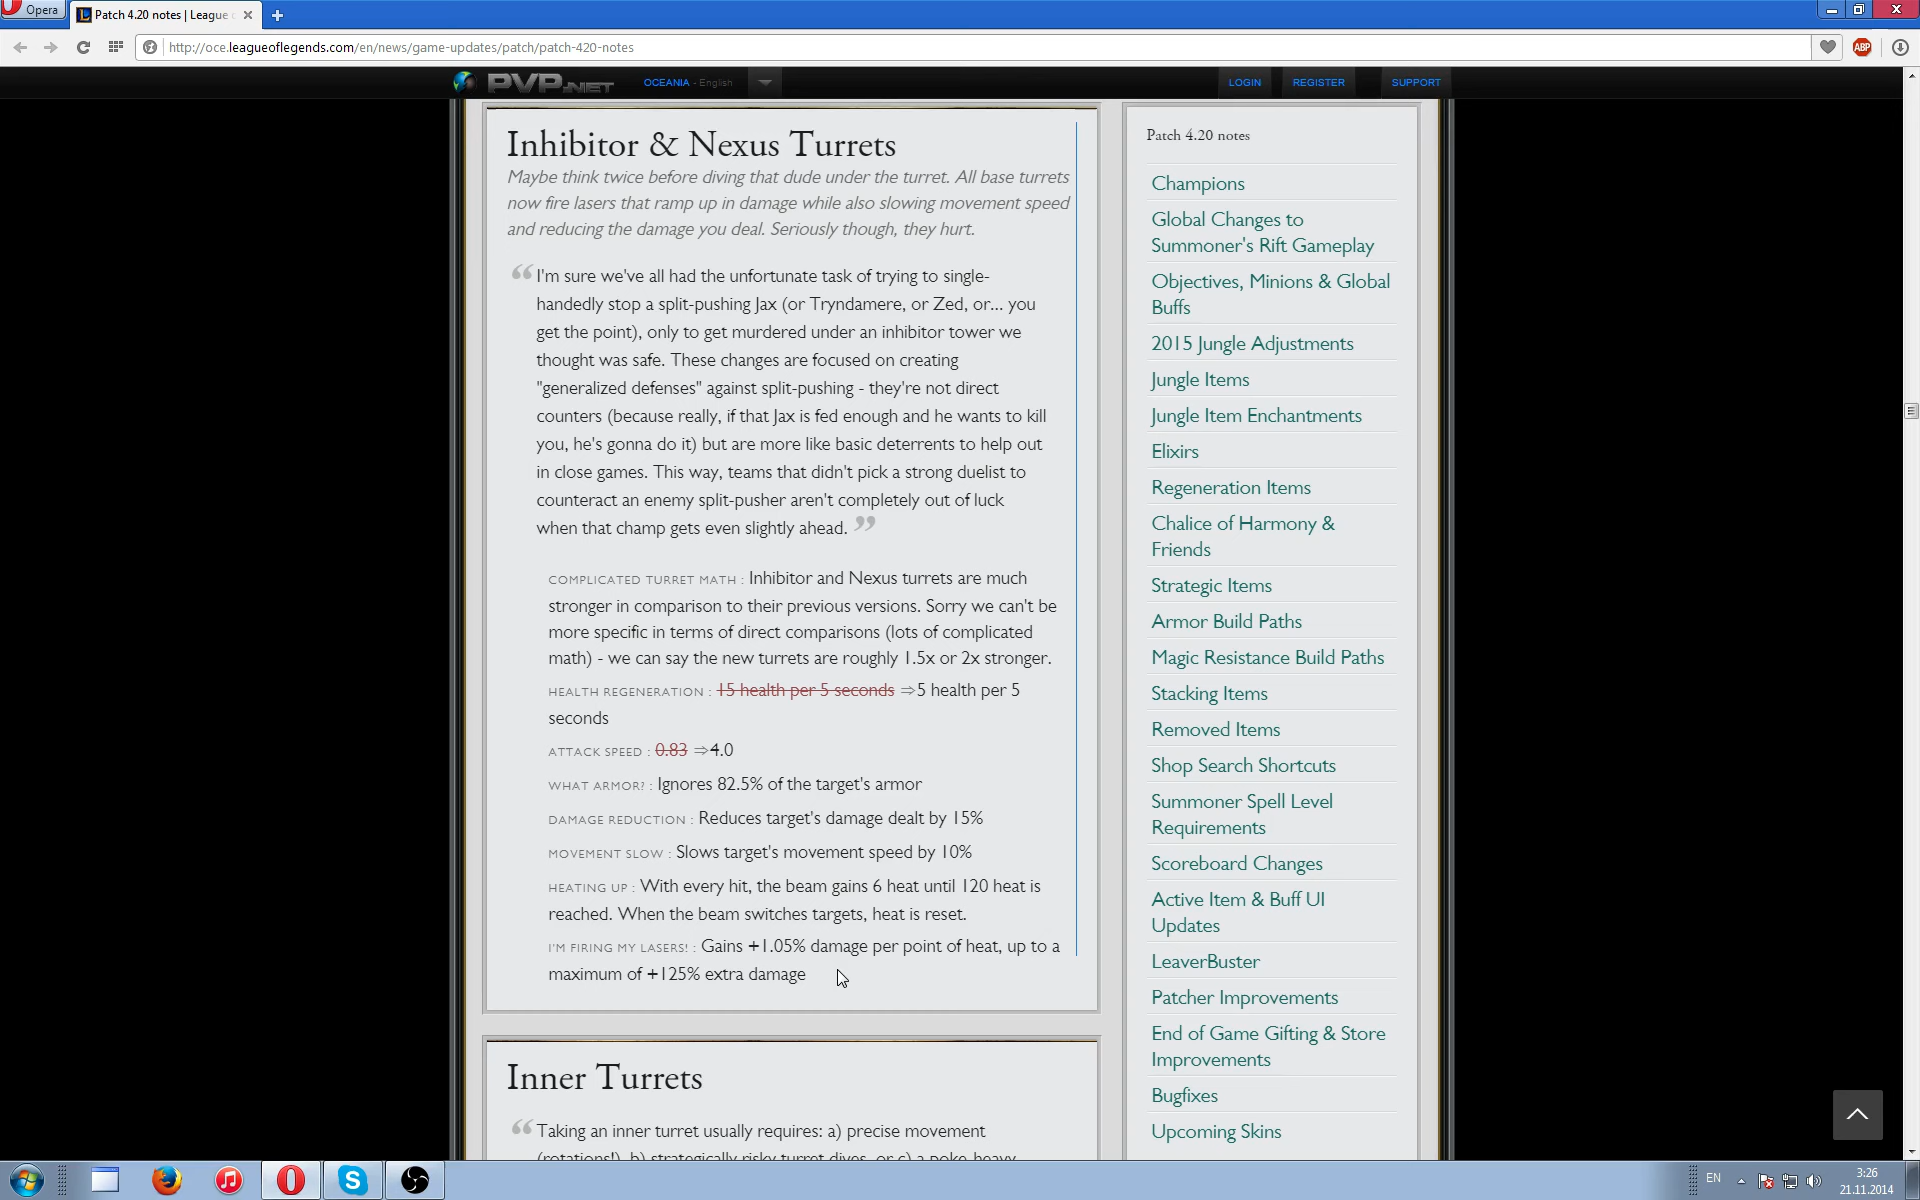 Opera
Patch 4.20 notes | League o
http://oce.leagueoflegends.com/en/news/game-updates/patch/patch-420-notes
ABP
PVP.NET
OCEANIA - English
LOGIN
REGISTER
SUPPORT
Inhibitor & Nexus Turrets
Maybe think twice before diving that dude under the turret. All base turrets
now fire lasers that ramp up in damage while also slowing movement speed
and reducing the damage you deal. Seriously though, they hurt.
“I'm sure we've all had the unfortunate task of trying to single-
handedly stop a split-pushing Jax (or Tryndamere, or Zed, or... you
get the point), only to get murdered under an inhibitor tower we
thought was safe. These changes are focused on creating
"generalized defenses" against split-pushing - they're not direct
counters (because really, if that Jax is fed enough and he wants to kill
you, he's gonna do it) but are more like basic deterrents to help out
in close games. This way, teams that didn't pick a strong duelist to
counteract an enemy split-pusher aren't completely out of luck
when that champ gets even slightly ahead. ”
COMPLICATED TURRET MATH : Inhibitor and Nexus turrets are much
stronger in comparison to their previous versions. Sorry we can't be
more specific in terms of direct comparisons (lots of complicated
math) - we can say the new turrets are roughly 1.5x or 2x stronger.
HEALTH REGENERATION : 15 health per 5 seconds ⇒5 health per 5
seconds
ATTACK SPEED : 0.83 ⇒4.0
WHAT ARMOR? : Ignores 82.5% of the target's armor
DAMAGE REDUCTION : Reduces target's damage dealt by 15%
MOVEMENT SLOW : Slows target's movement speed by 10%
HEATING UP : With every hit, the beam gains 6 heat until 120 heat is
reached. When the beam switches targets, heat is reset.
I'M FIRING MY LASERS! : Gains +1.05% damage per point of heat, up to a
maximum of +125% extra damage
Inner Turrets
“Taking an inner turret usually requires: a) precise movement
(rotations!), b) strategically risky turret dives, or c) a poke-heavy
Patch 4.20 notes
Champions
Global Changes to
Summoner's Rift Gameplay
Objectives, Minions & Global
Buffs
2015 Jungle Adjustments
Jungle Items
Jungle Item Enchantments
Elixirs
Regeneration Items
Chalice of Harmony &
Friends
Strategic Items
Armor Build Paths
Magic Resistance Build Paths
Stacking Items
Removed Items
Shop Search Shortcuts
Summoner Spell Level
Requirements
Scoreboard Changes
Active Item & Buff UI
Updates
LeaverBuster
Patcher Improvements
End of Game Gifting & Store
Improvements
Bugfixes
Upcoming Skins
EN
3:26
21.11.2014